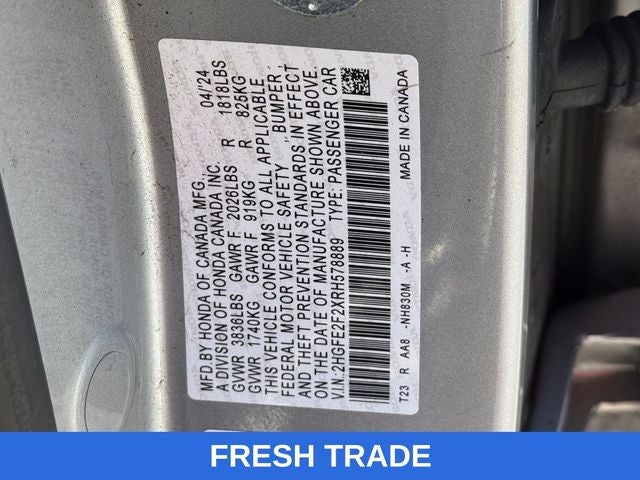 MFD.BY HONDA OF CANADA MFG., 04/'24
A DIVISION OF HONDA CANADA INC.
GVWR 3836LBS GAWR F 2026LBS R 1818LBS
GVWR 1740KG GAWR F 919KG R 825KG
THIS VEHICLE CONFORMS TO ALL APPLICABLE
FEDERAL MOTOR VEHICLE SAFETY , BUMPER ,
AND THEFT PREVENTION STANDARDS IN EFFECT
ON THE DATE OF MANUFACTURE SHOWN ABOVE.
V.I.N.:2HGFE2F2XRH578889 TYPE: PASSENGER CAR
T23 R AA8 -NH830M -A -H MADE IN CANADA
FRESH TRADE